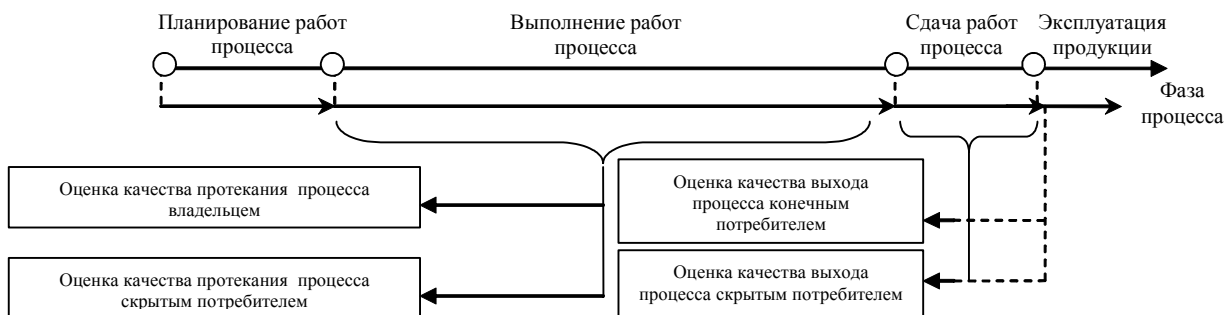 Планирование работ
процесса
Выполнение работ
процесса
Сдача работ
процесса
Эксплуатация
продукции
Фаза
процесса
Оценка качества протекания процесса
владельцем
Оценка качества выхода
процесса конечным
потребителем
Оценка качества протекания процесса
скрытым потребителем
Оценка качества выхода
процесса скрытым потребителем